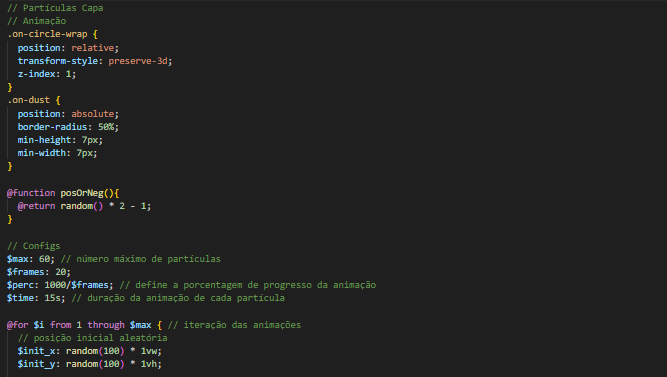 // Partículas Capa
// Animação
.on-circle-wrap {
position: relative;
transform-style: preserve-3d;
z-index: 1;
}
.on-dust {
position: absolute;
border-radius: 50%;
min-height: 7px;
min-width: 7px;
}
@function posOrNeg(){
@return random() * 2 - 1;
}
// Configs
$max: 60; // número máximo de partículas
$frames: 20;
$perc: 1000/$frames; // define a porcentagem de progresso da animação
$time: 15s; // duração da animação de cada partícula
@for $i from 1 through $max { // iteração das animações
// posição inicial aleatória
$init_x: random(100) * 1vw;
$init_y: random(100) * 1vh;